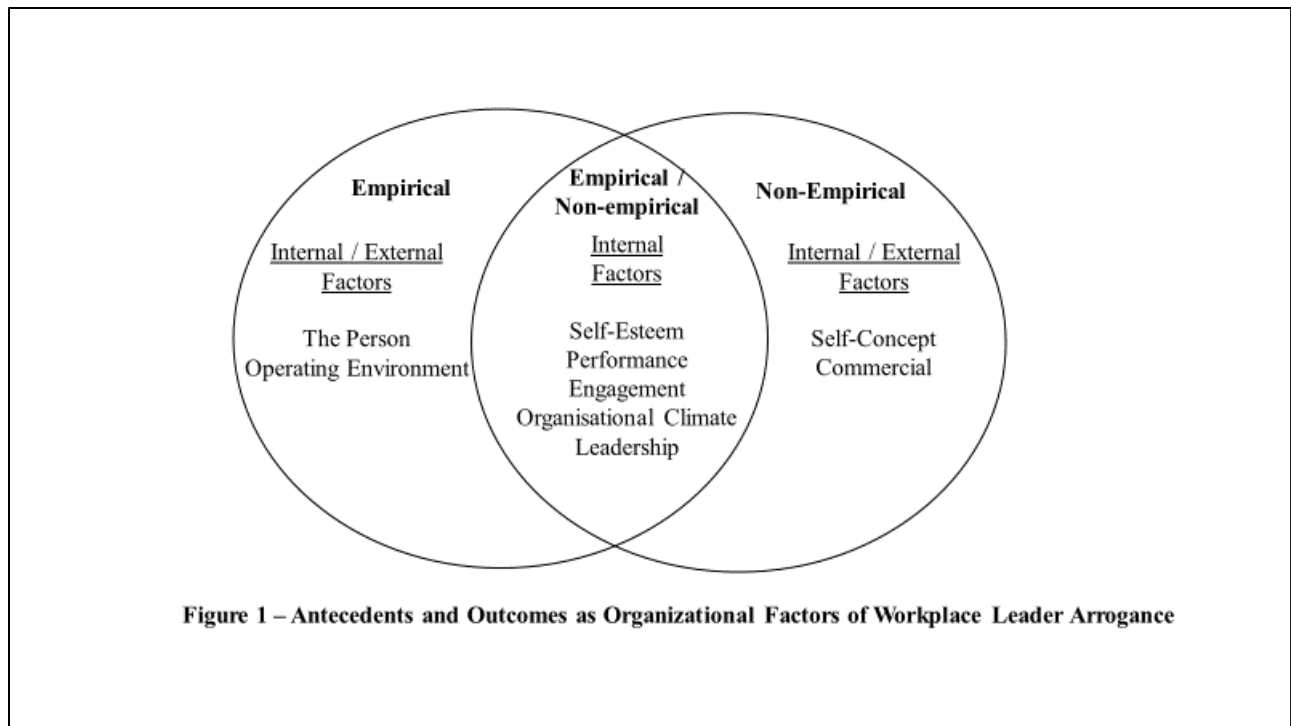 Empirical
Internal / External
Factors
The Person
Operating Environment
Empirical /
Non-empirical
Internal
Factors
Self-Esteem
Performance
Engagement
Organisational Climate
Leadership
Non-Empirical
Internal / External
Factors
Self-Concept
Commercial
Figure 1 – Antecedents and Outcomes as Organizational Factors of Workplace Leader Arrogance